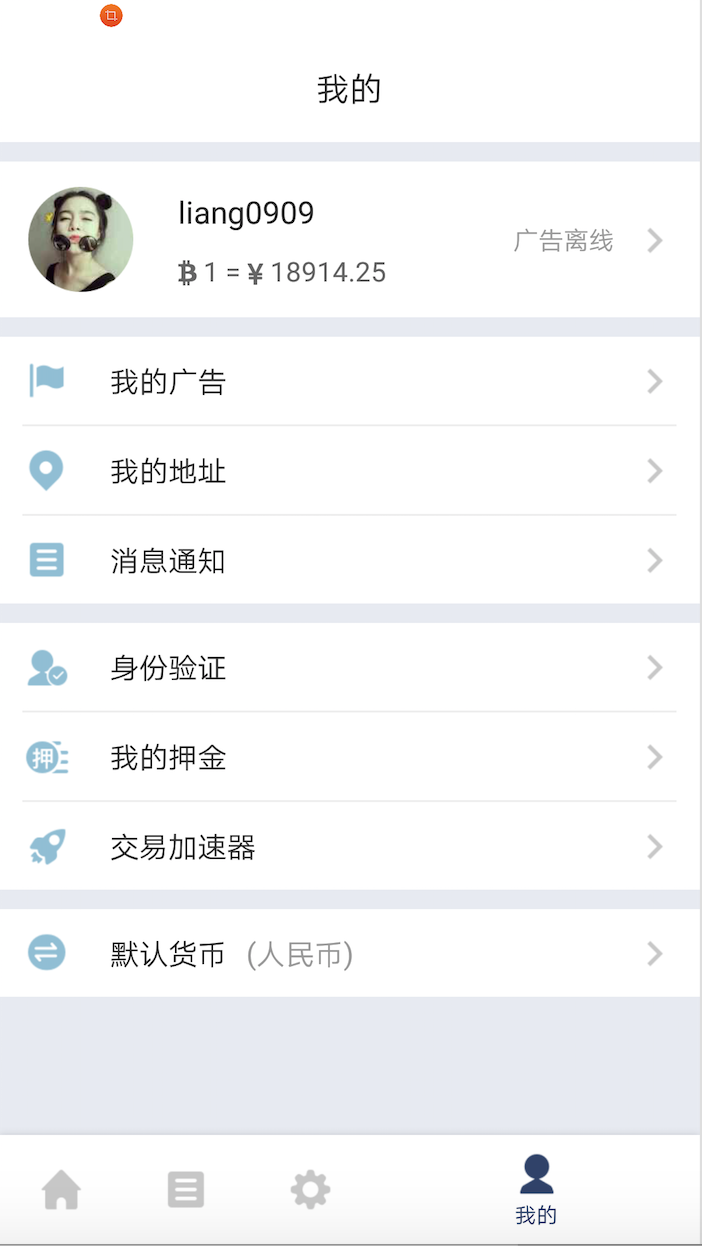 我的
liang0909
฿ 1 = ¥ 18914.25
广告离线
我的广告
我的地址
消息通知
身份验证
押 我的押金
交易加速器
默认货币 (人民币)
我的